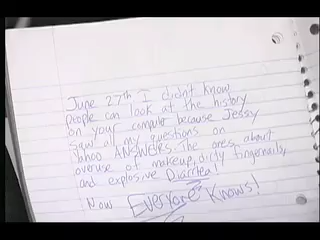 June 27th I didn't know
people can look at the history
on your computer because Jessy
saw all my questions on
Yahoo ANSWERS. The ones about
overuse of makeup, dirty fingernails,
and explosive Diarrhea!
Now EVERYONE Knows!